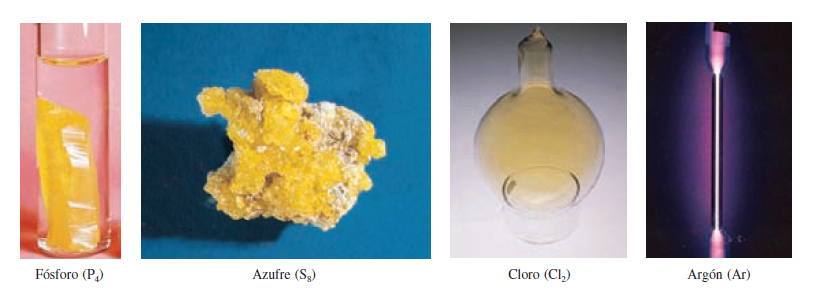 Fósforo (P₄)
Azufre (S₈)
Cloro (Cl₂)
Argón (Ar)